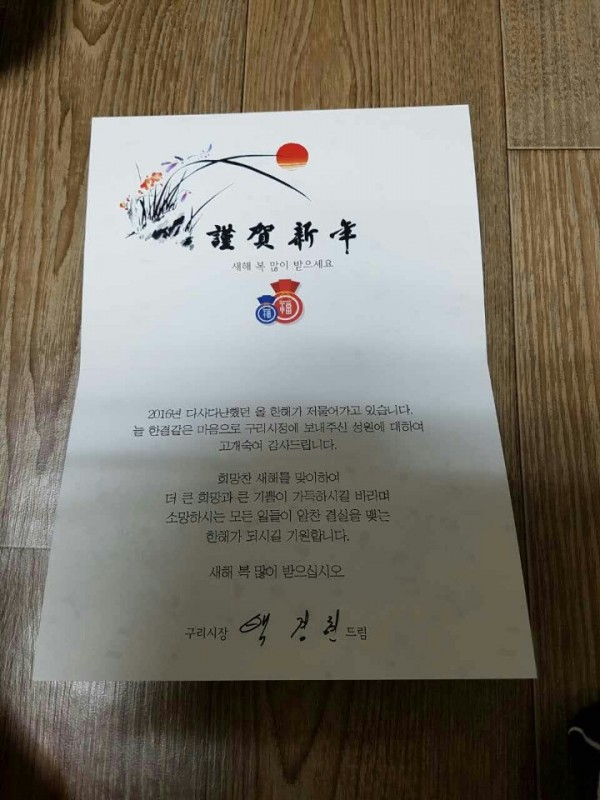 謹賀新年
새해 복 많이 받으세요
福 福
2016년 다사다난했던 올 한해가 저물어가고 있습니다.
늘 한결같은 마음으로 구리시정에 보내주신 성원에 대하여
고개숙여 감사드립니다.
희망찬 새해를 맞이하여
더 큰 희망과 큰 기쁨이 가득하시길 바라며
소망하시는 모든 일들이 알찬 결실을 맺는
한해가 되시길 기원합니다.
새해 복 많이 받으십시오.
구리시장 백경현 드림